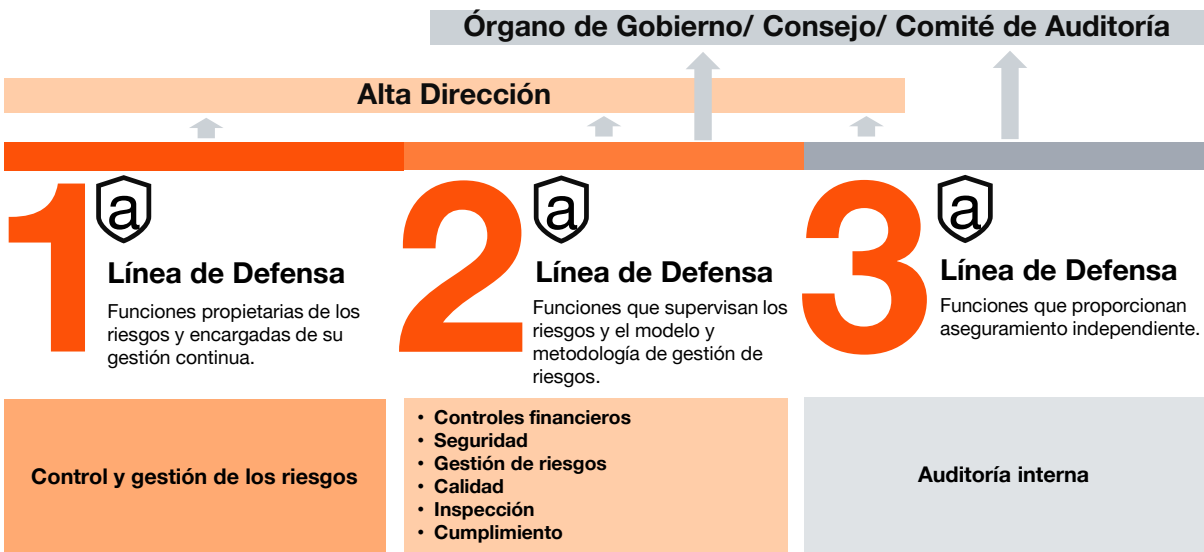 Órgano de Gobierno/ Consejo/ Comité de Auditoría
Alta Dirección
1
a
Línea de Defensa
Funciones propietarias de los
riesgos y encargadas de su
gestión continua.
Control y gestión de los riesgos
2
a
Línea de Defensa
Funciones que supervisan los
riesgos y el modelo y
metodología de gestión de
riesgos.
• Controles financieros
• Seguridad
• Gestión de riesgos
• Calidad
• Inspección
• Cumplimiento
3
a
Línea de Defensa
Funciones que proporcionan
aseguramiento independiente.
Auditoría interna